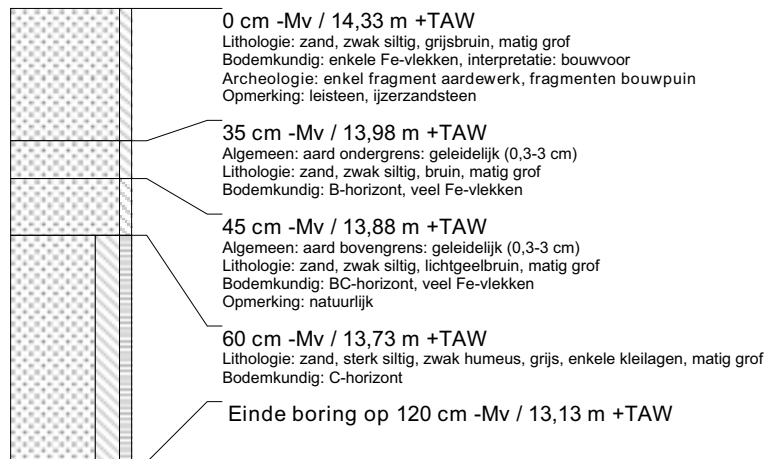 0 cm -Mv / 14,33 m +TAW
Lithologie: zand, zwak siltig, grijsbruin, matig grof
Bodemkundig: enkele Fe-vlekken, interpretatie: bouwvoor
Archeologie: enkel fragment aardewerk, fragmenten bouwpuin
Opmerking: leisteen, ijzerzandsteen
35 cm -Mv / 13,98 m +TAW
Algemeen: aard ondergrens: geleidelijk (0,3-3 cm)
Lithologie: zand, zwak siltig, bruin, matig grof
Bodemkundig: B-horizont, veel Fe-vlekken
45 cm -Mv / 13,88 m +TAW
Algemeen: aard bovengrens: geleidelijk (0,3-3 cm)
Lithologie: zand, zwak siltig, lichtgeelbruin, matig grof
Bodemkundig: BC-horizont, veel Fe-vlekken
Opmerking: natuurlijk
60 cm -Mv / 13,73 m +TAW
Lithologie: zand, sterk siltig, zwak humeus, grijs, enkele kleilagen, matig grof
Bodemkundig: C-horizont
Einde boring op 120 cm -Mv / 13,13 m +TAW